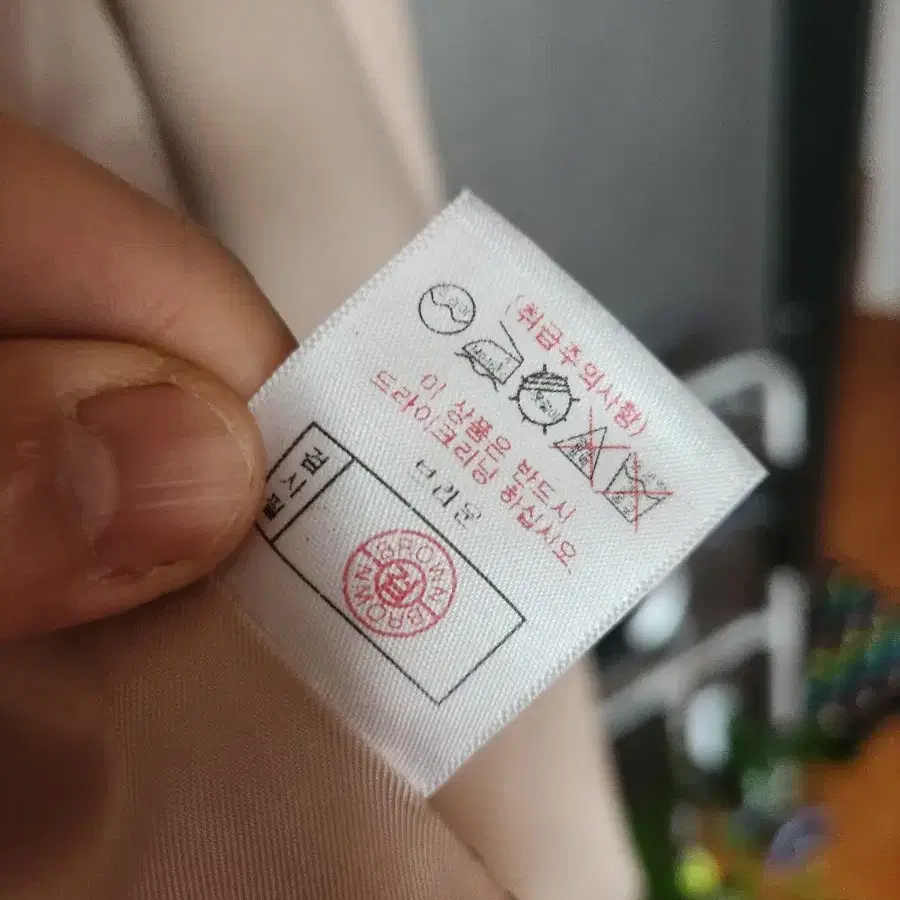 (취급주의사항)
이 상품은 반드시
드라이크리닝 하십시오
브라운
검사필
BROWN BROWN
검